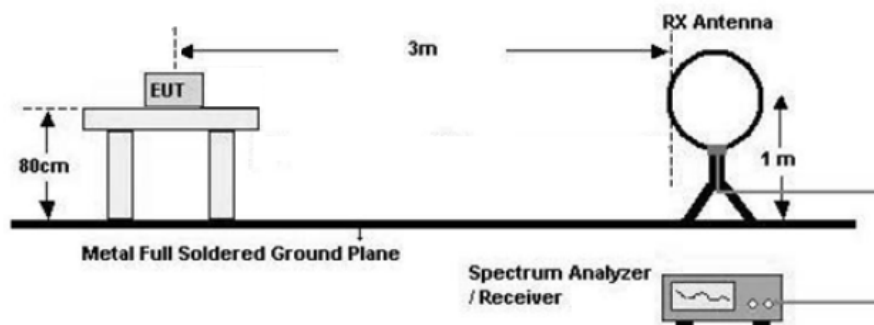 RX Antenna
3m
EUT
80cm
1 m
Metal Full Soldered Ground Plane
Spectrum Analyzer
/ Receiver